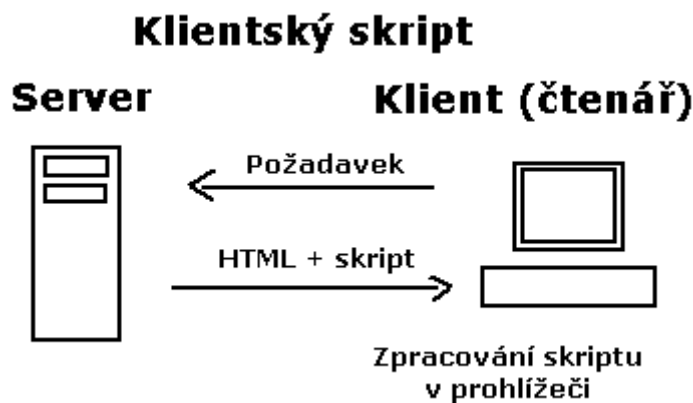 Klientský skript
Server
Klient (čtenář)
Požadavek
HTML + skript
Zpracování skriptu
v prohlížeči